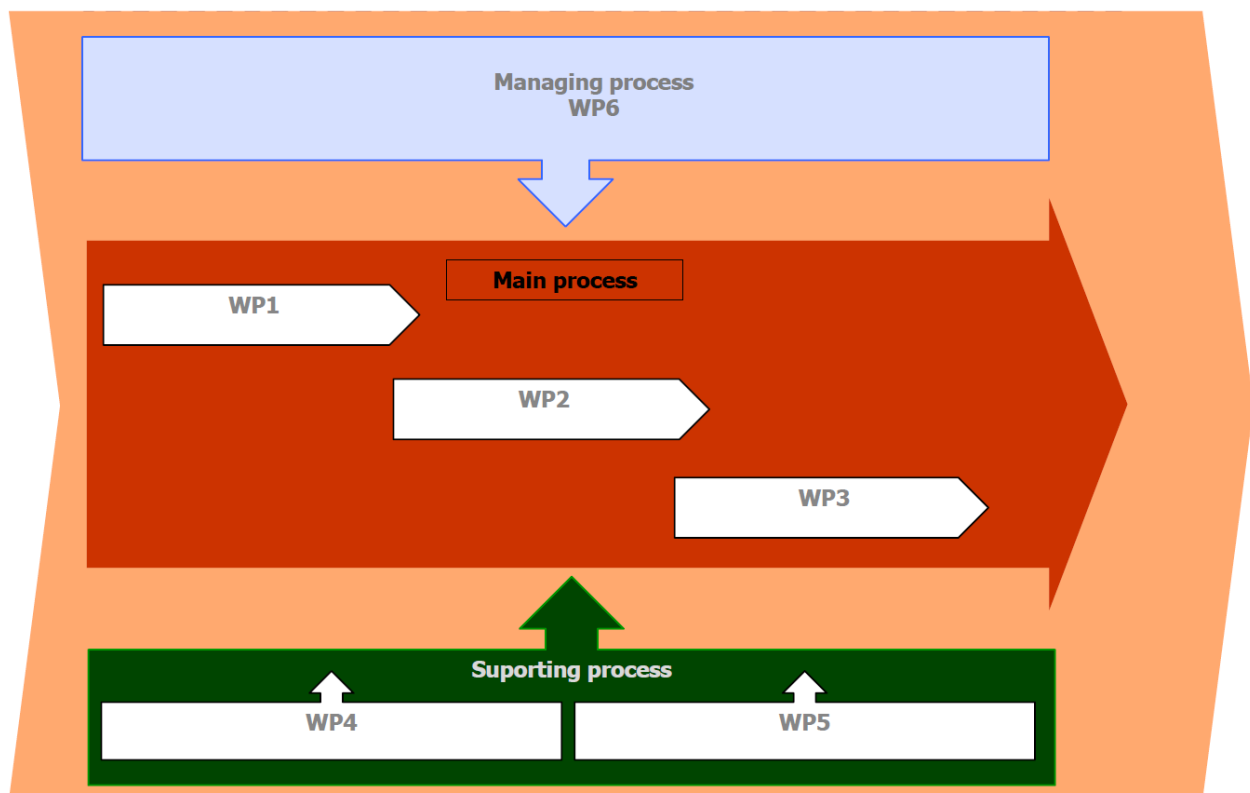 Managing process
WP6
Main process
WP1
WP2
WP3
Suporting process
WP4
WP5